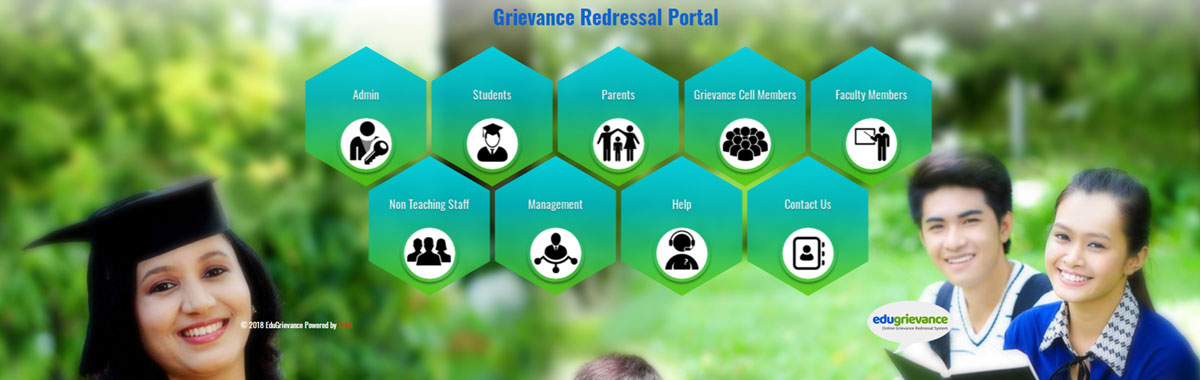 Grievance Redressal Portal
Admin
Students
Parents
Grievance Cell Members
Faculty Members
Non Teaching Staff
Management
Help
Contact Us
© 2018 EduGrievance Powered by
edugrievance
Online Grievance Redressal System